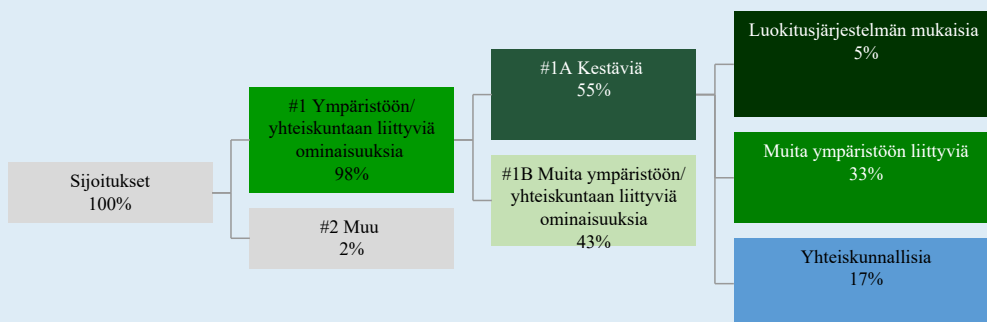 Sijoitukset
100%
#1 Ympäristöön/
yhteiskuntaan liittyviä
ominaisuuksia
98%
#2 Muu
2%
#1A Kestäviä
55%
#1B Muita ympäristöön/
yhteiskuntaan liittyviä
ominaisuuksia
43%
Luokitusjärjestelmän mukaisia
5%
Muita ympäristöön liittyviä
33%
Yhteiskunnallisia
17%